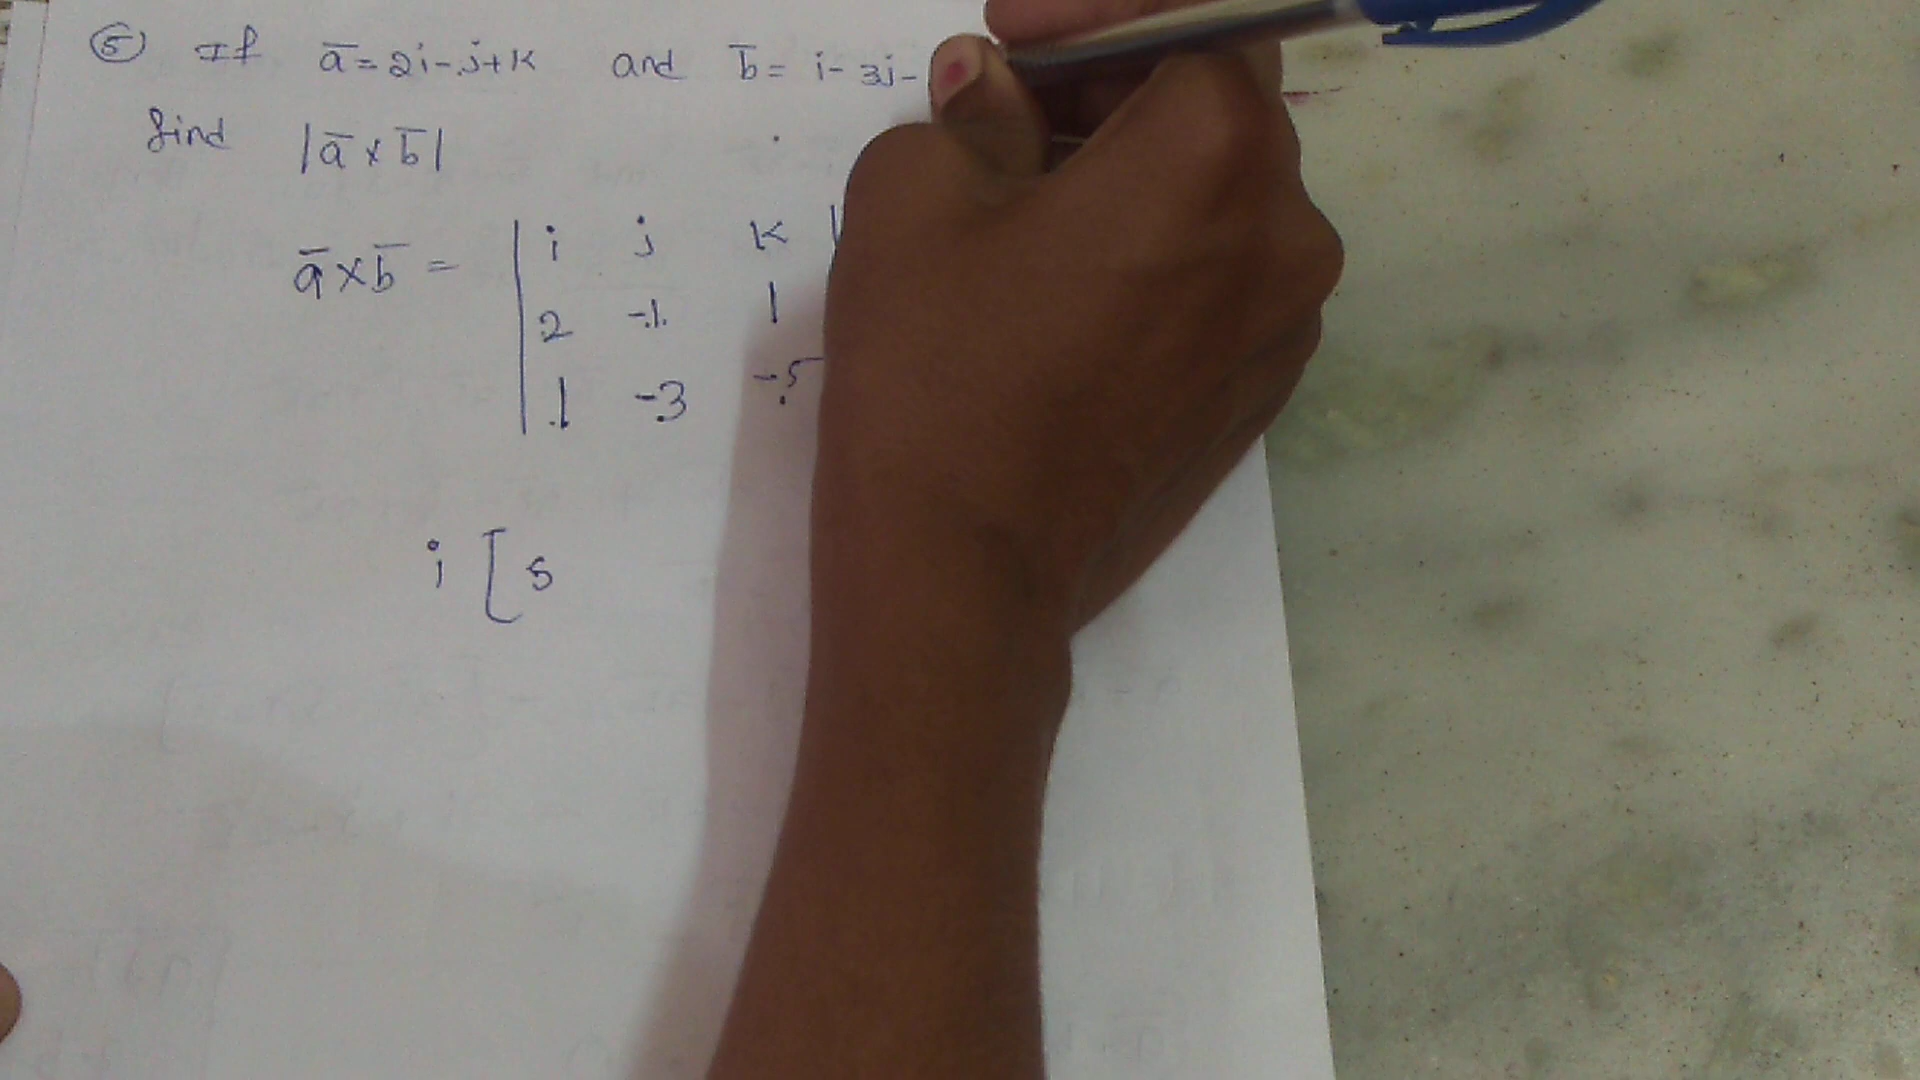 ⑤ If a̅ = 2i - j + k and b̅ = i - 3j -
find |a̅ × b̅|
a̅ × b̅ = | i j k |
2 -1 1
1 -3 -5
i [ 5